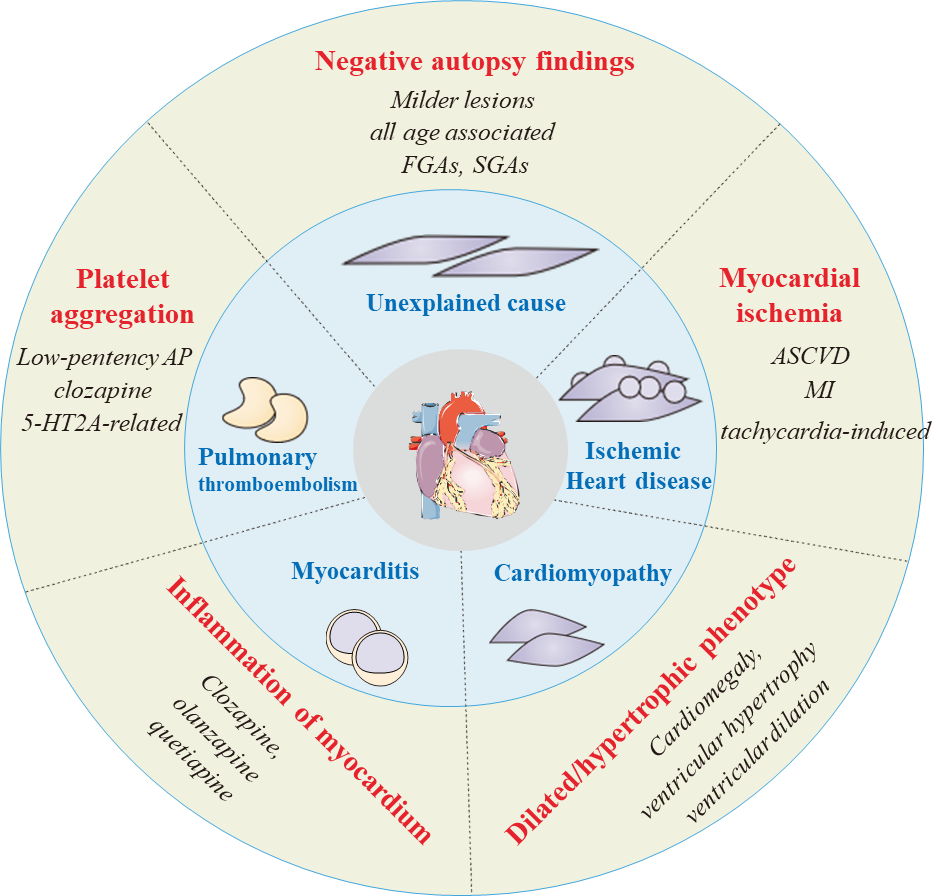 Negative autopsy findings
Milder lesions
all age associated
FGAs, SGAs
Unexplained cause
Myocardial
ischemia
ASCVD
MI
tachycardia-induced
Ischemic
Heart disease
Dilated/hypertrophic phenotype
Cardiomegaly,
ventricular hypertrophy
ventricular dilation
Cardiomyopathy
Inflammation of myocardium
Clozapine,
olanzapine
quetiapine
Myocarditis
Platelet
aggregation
Low-pentency AP
clozapine
5-HT2A-related
Pulmonary
thromboembolism